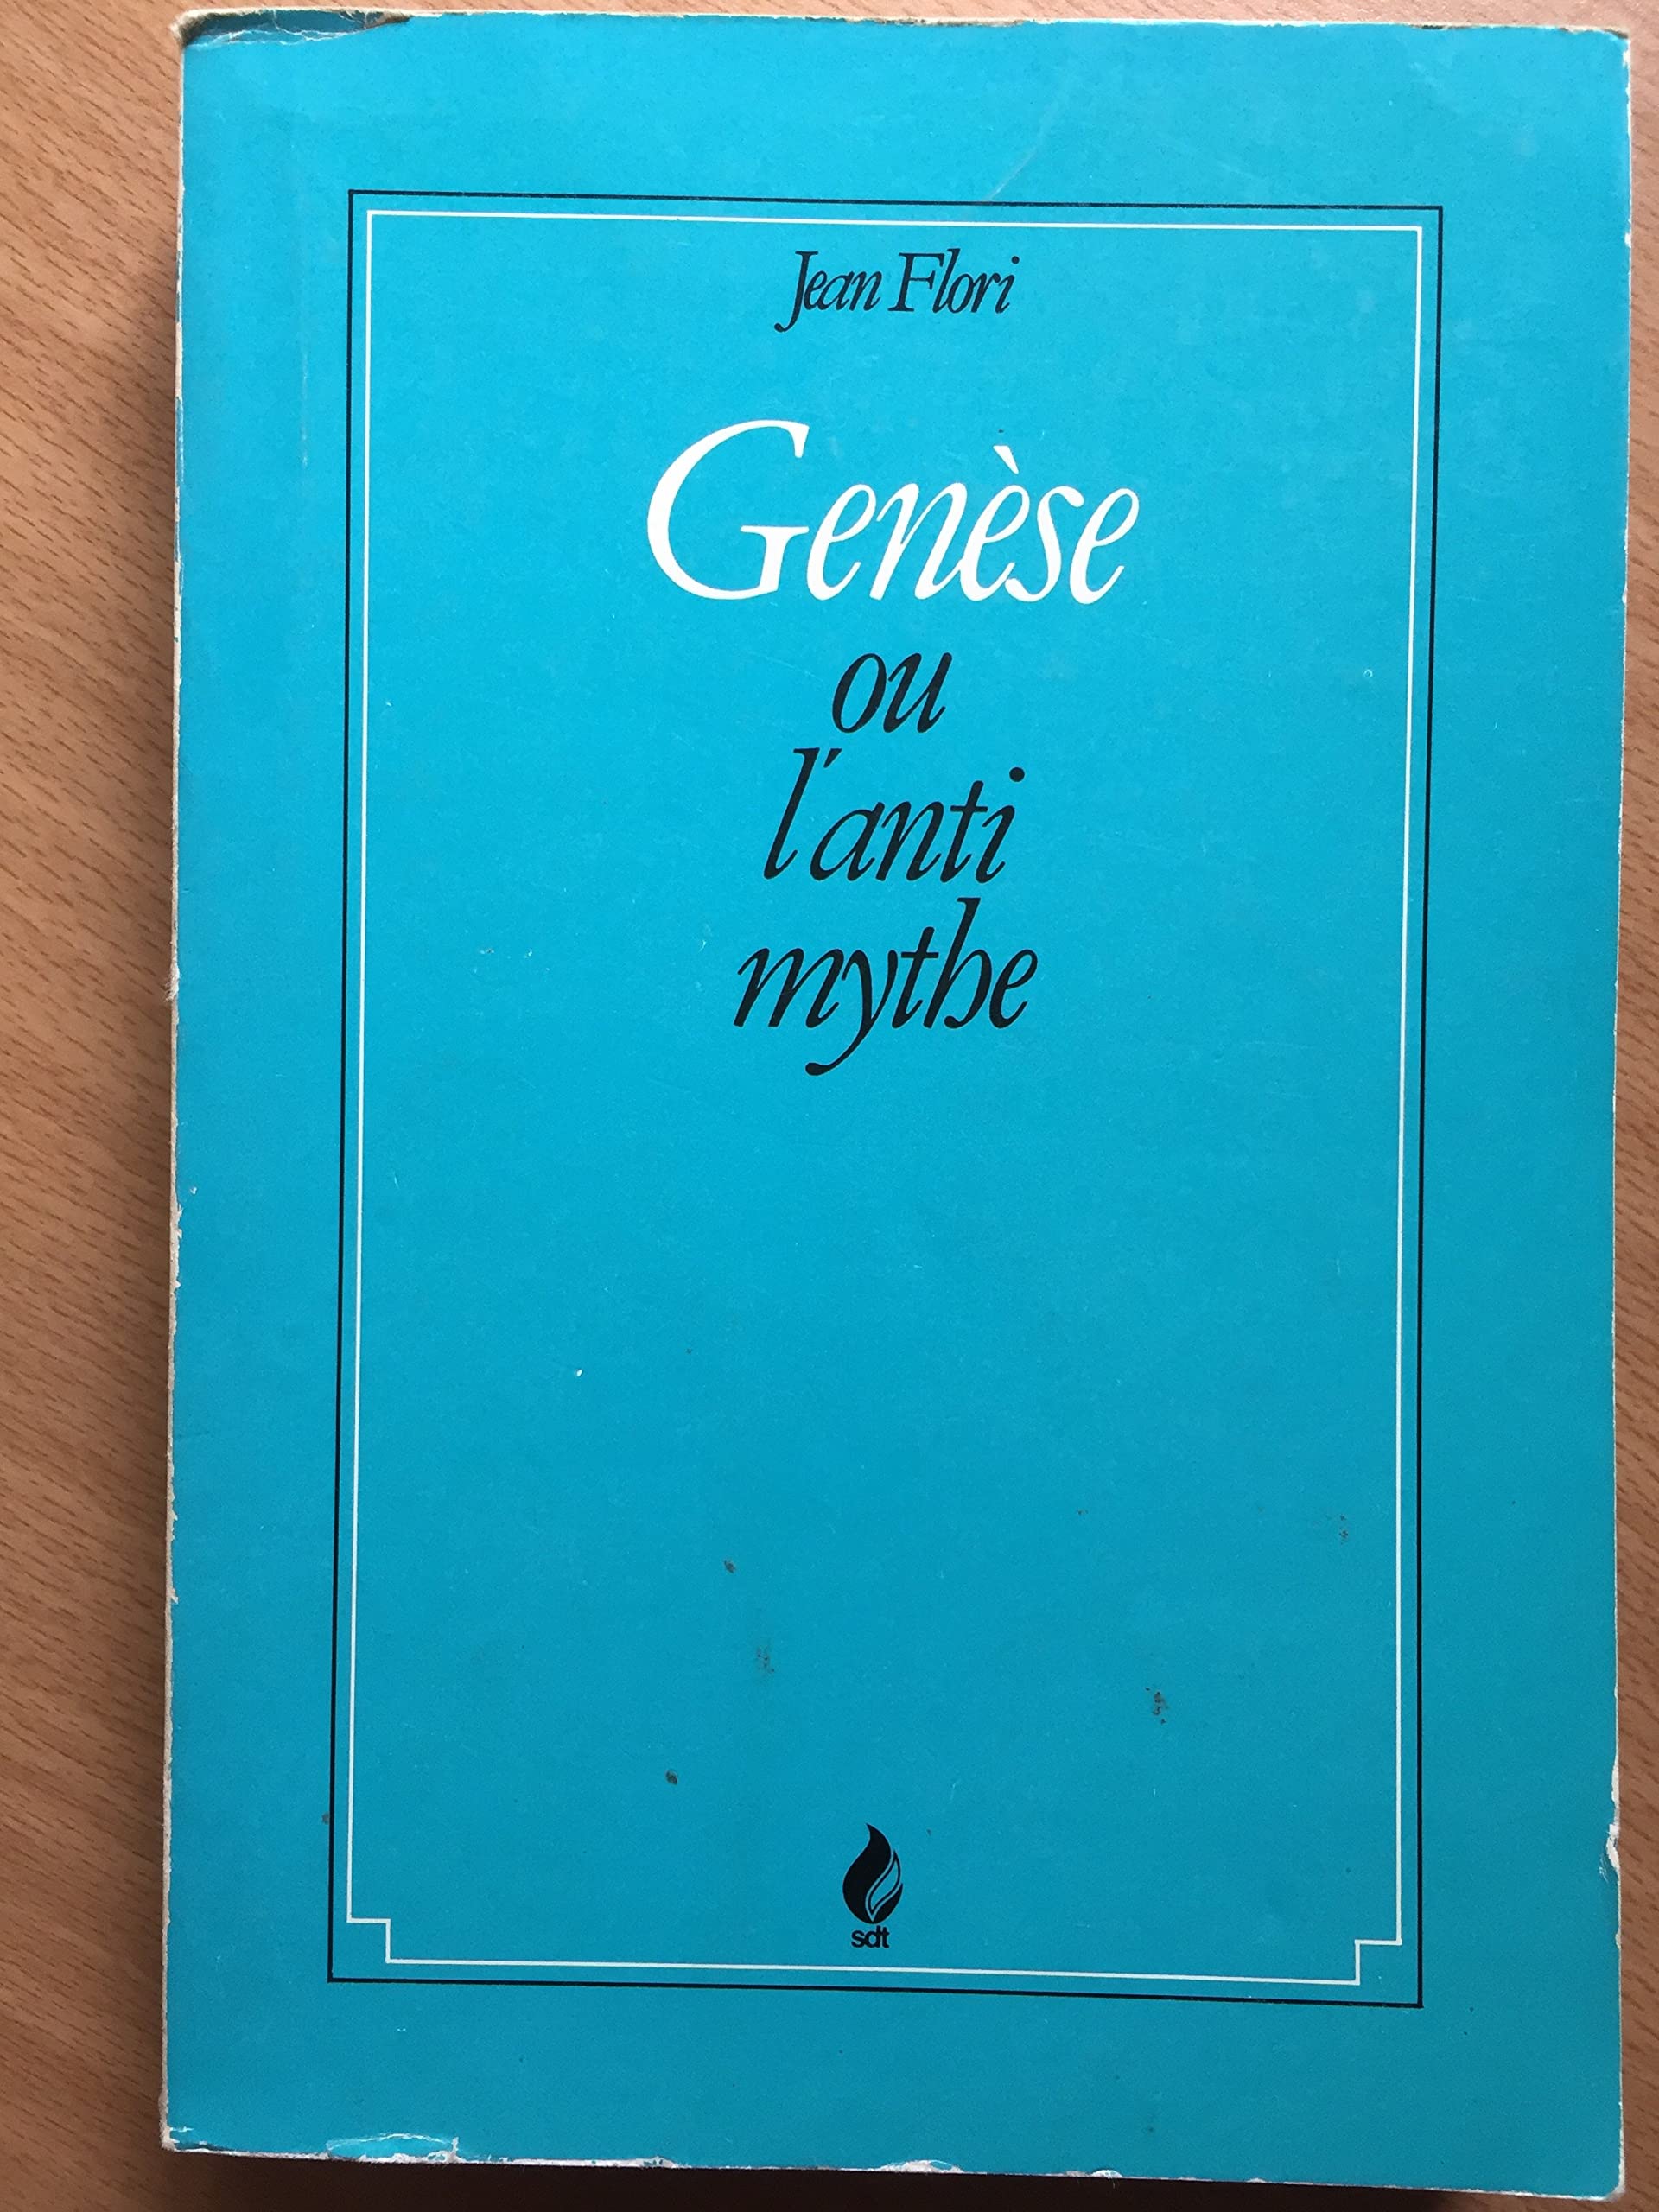 Jean Flori
Genèse
ou
l'anti
mythe
sdt